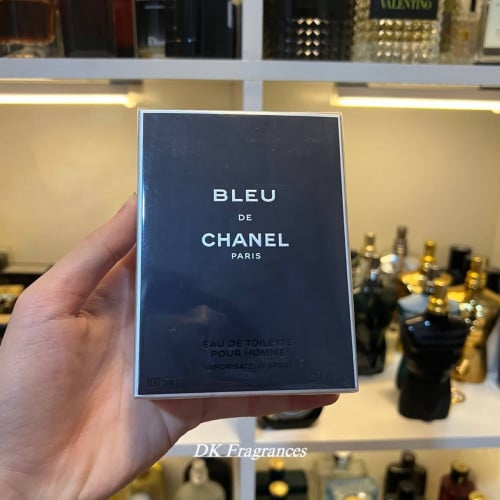 VALENTINO
BLEU
DE
CHANEL
PARIS
EAU DE TOILETTE
POUR HOMME
VAPORISATEUR SPRAY
100 ml
DK Fragrances